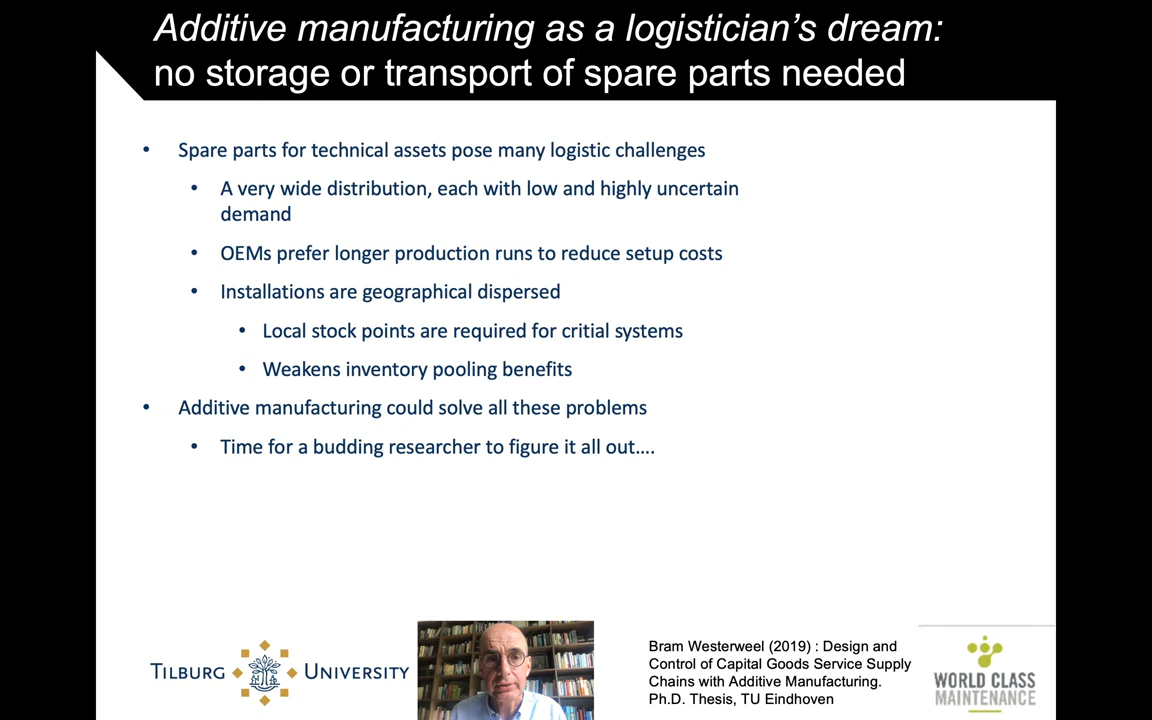 Additive manufacturing as a logistician's dream:
no storage or transport of spare parts needed
• Spare parts for technical assets pose many logistic challenges
• A very wide distribution, each with low and highly uncertain
demand
• OEMs prefer longer production runs to reduce setup costs
• Installations are geographical dispersed
• Local stock points are required for critial systems
• Weakens inventory pooling benefits
• Additive manufacturing could solve all these problems
• Time for a budding researcher to figure it all out....
TILBURG UNIVERSITY
Bram Westerweel (2019) : Design and
Control of Capital Goods Service Supply
Chains with Additive Manufacturing.
Ph.D. Thesis, TU Eindhoven
WORLD CLASS
MAINTENANCE